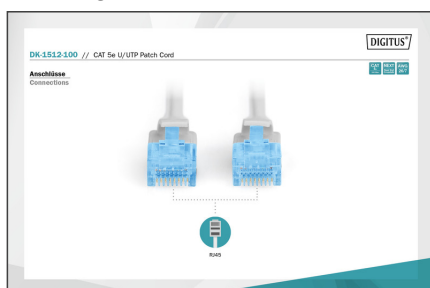 DIGITUS®
DK-1512-100 // CAT 5e U/UTP Patch Cord
Anschlüsse
Connections
RJ45